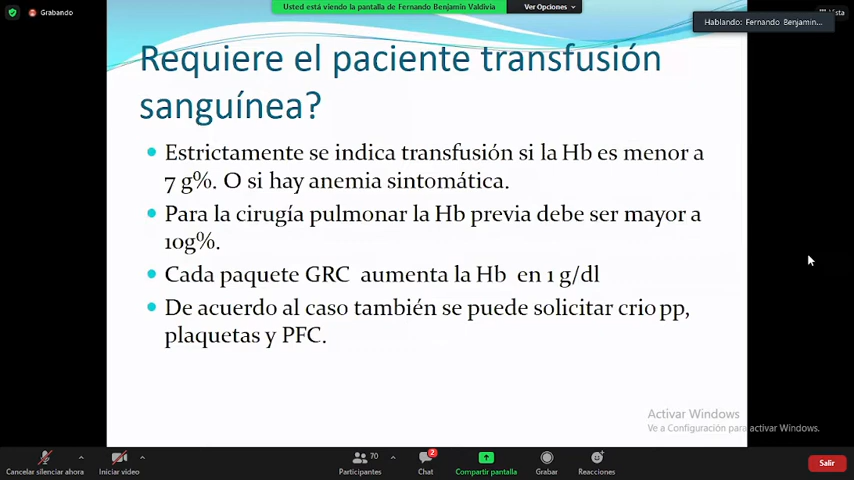 Grabando
Usted está viendo la pantalla de Fernando Benjamin Valdivia
Ver Opciones
Vista
Hablando: Fernando Benjamin...
Requiere el paciente transfusión
sanguínea?
Estrictamente se indica transfusión si la Hb es menor a
7 g%. O si hay anemia sintomática.
Para la cirugía pulmonar la Hb previa debe ser mayor a
10g%.
Cada paquete GRC aumenta la Hb en 1 g/dl
De acuerdo al caso también se puede solicitar crio pp,
plaquetas y PFC.
Activar Windows
Ve a Configuración para activar Windows.
Cancelar silenciar ahora
Iniciar video
Participantes
70
Chat
2
Compartir pantalla
Grabar
Reacciones
Salir